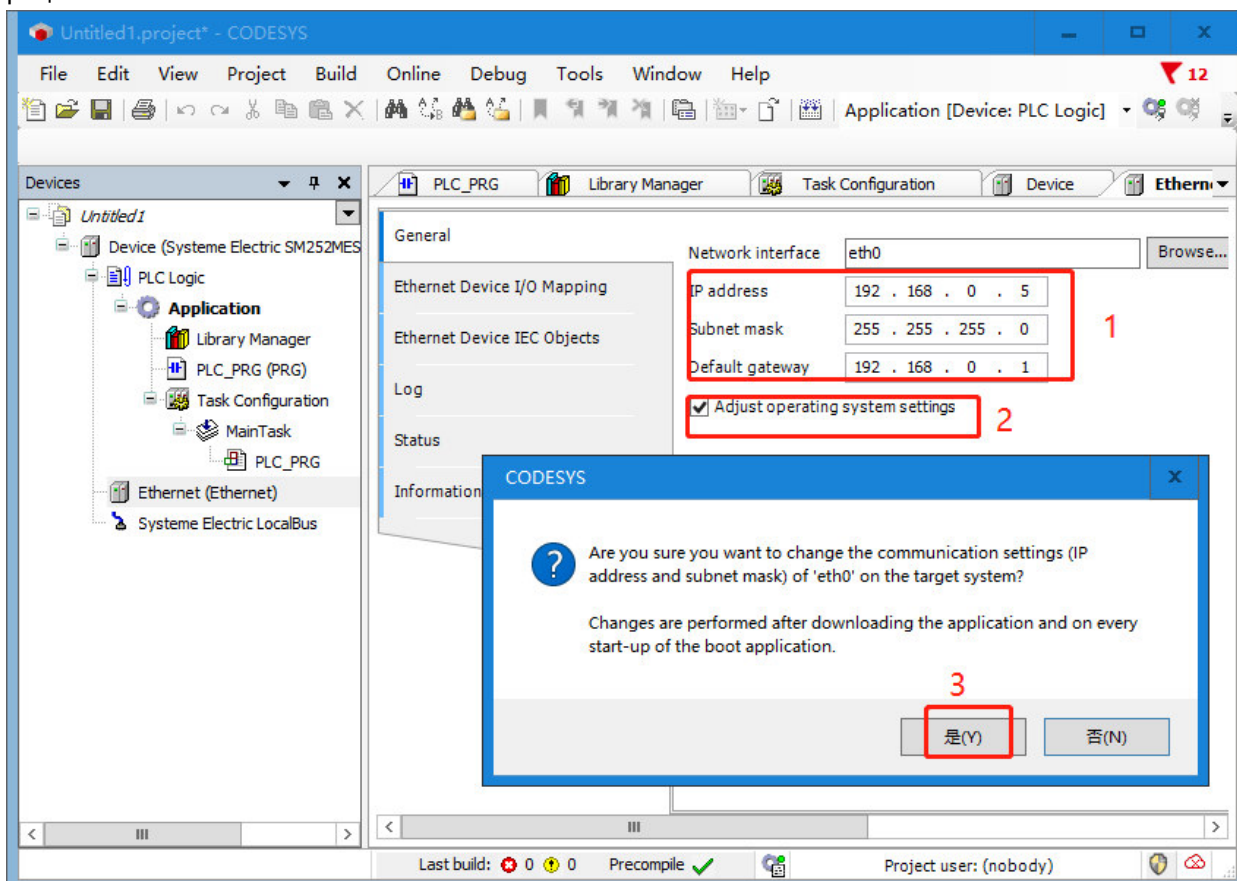 Untitled1.project* - CODESYS
File Edit View Project Build Online Debug Tools Window Help 12
Application [Device: PLC Logic]
Devices
Untitled1
Device (Systeme Electric SM252MES
PLC Logic
Application
Library Manager
PLC_PRG (PRG)
Task Configuration
MainTask
PLC_PRG
Ethernet (Ethernet)
Systeme Electric LocalBus
PLC_PRG Library Manager Task Configuration Device
General
Ethernet Device I/O Mapping
Ethernet Device IEC Objects
Log
Status
Information
Network interface eth0 Browse...
IP address 192 . 168 . 0 . 5
Subnet mask 255 . 255 . 255 . 0
Default gateway 192 . 168 . 0 . 1
1
Adjust operating system settings
2
CODESYS
Are you sure you want to change the communication settings (IP
address and subnet mask) of 'eth0' on the target system?
Changes are performed after downloading the application and on every
start-up of the boot application.
3
是(Y) 否(N)
Last build: 0 0 Precompile Project user: (nobody)